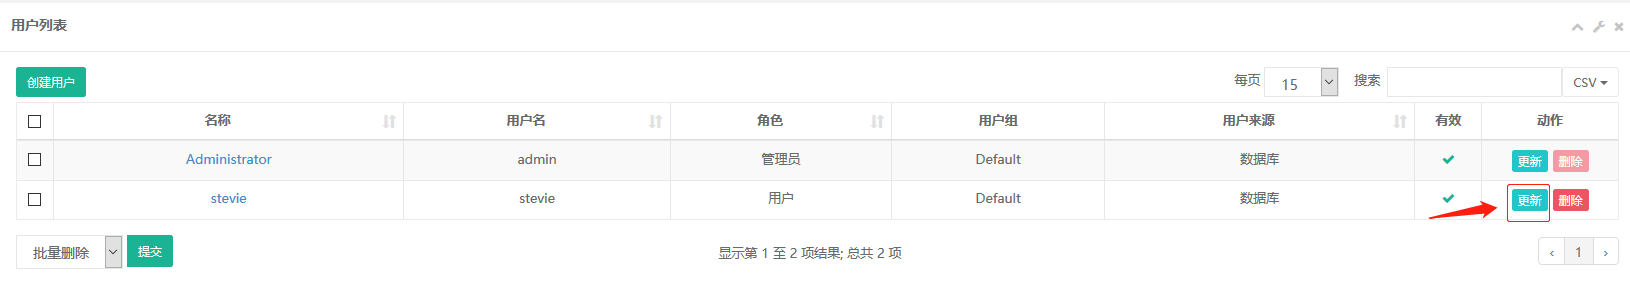 用户列表
创建用户 每页 15 搜索 CSV
名称 用户名 角色 用户组 用户来源 有效 动作
Administrator admin 管理员 Default 数据库 更新 删除
stevie stevie 用户 Default 数据库 更新 删除
批量删除 提交 显示第 1 至 2 项结果; 总共 2 项 ‹ 1 ›